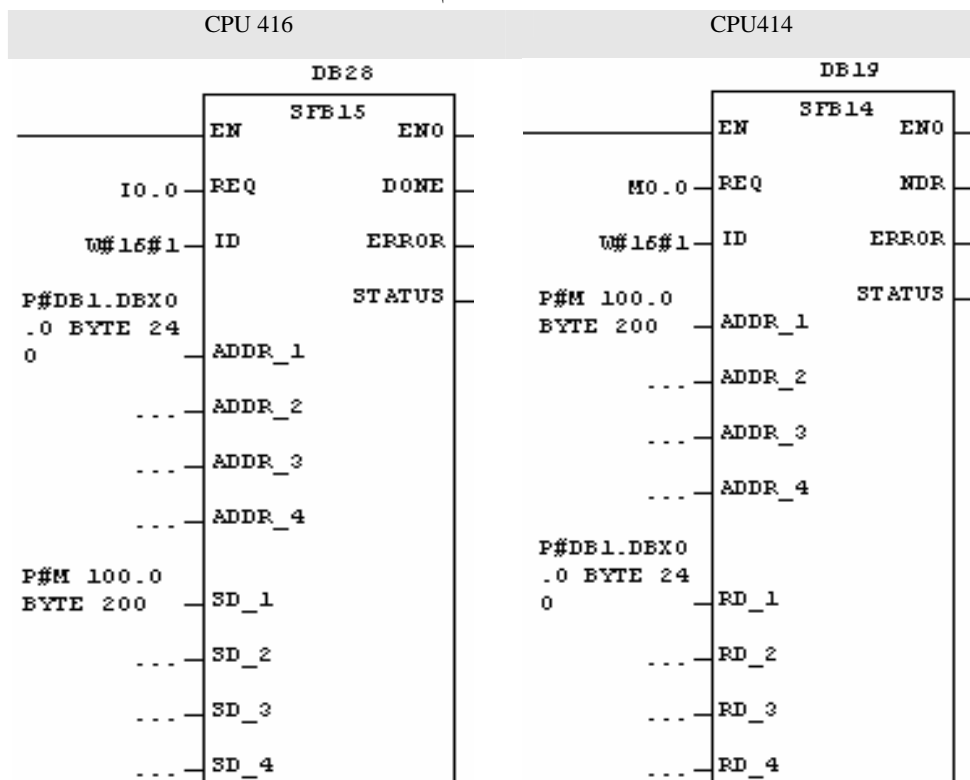 CPU 416
CPU414
DB28
SFB15
EN
ENO
I0.0
REQ
DONE
W#16#1
ID
ERROR
STATUS
P#DB1.DBX0
.0 BYTE 24
0
ADDR_1
...
ADDR_2
...
ADDR_3
...
ADDR_4
P#M 100.0
BYTE 200
SD_1
...
SD_2
...
SD_3
...
SD_4
DB19
SFB14
EN
ENO
M0.0
REQ
NDR
W#16#1
ID
ERROR
STATUS
P#M 100.0
BYTE 200
ADDR_1
...
ADDR_2
...
ADDR_3
...
ADDR_4
P#DB1.DBX0
.0 BYTE 24
0
RD_1
...
RD_2
...
RD_3
...
RD_4